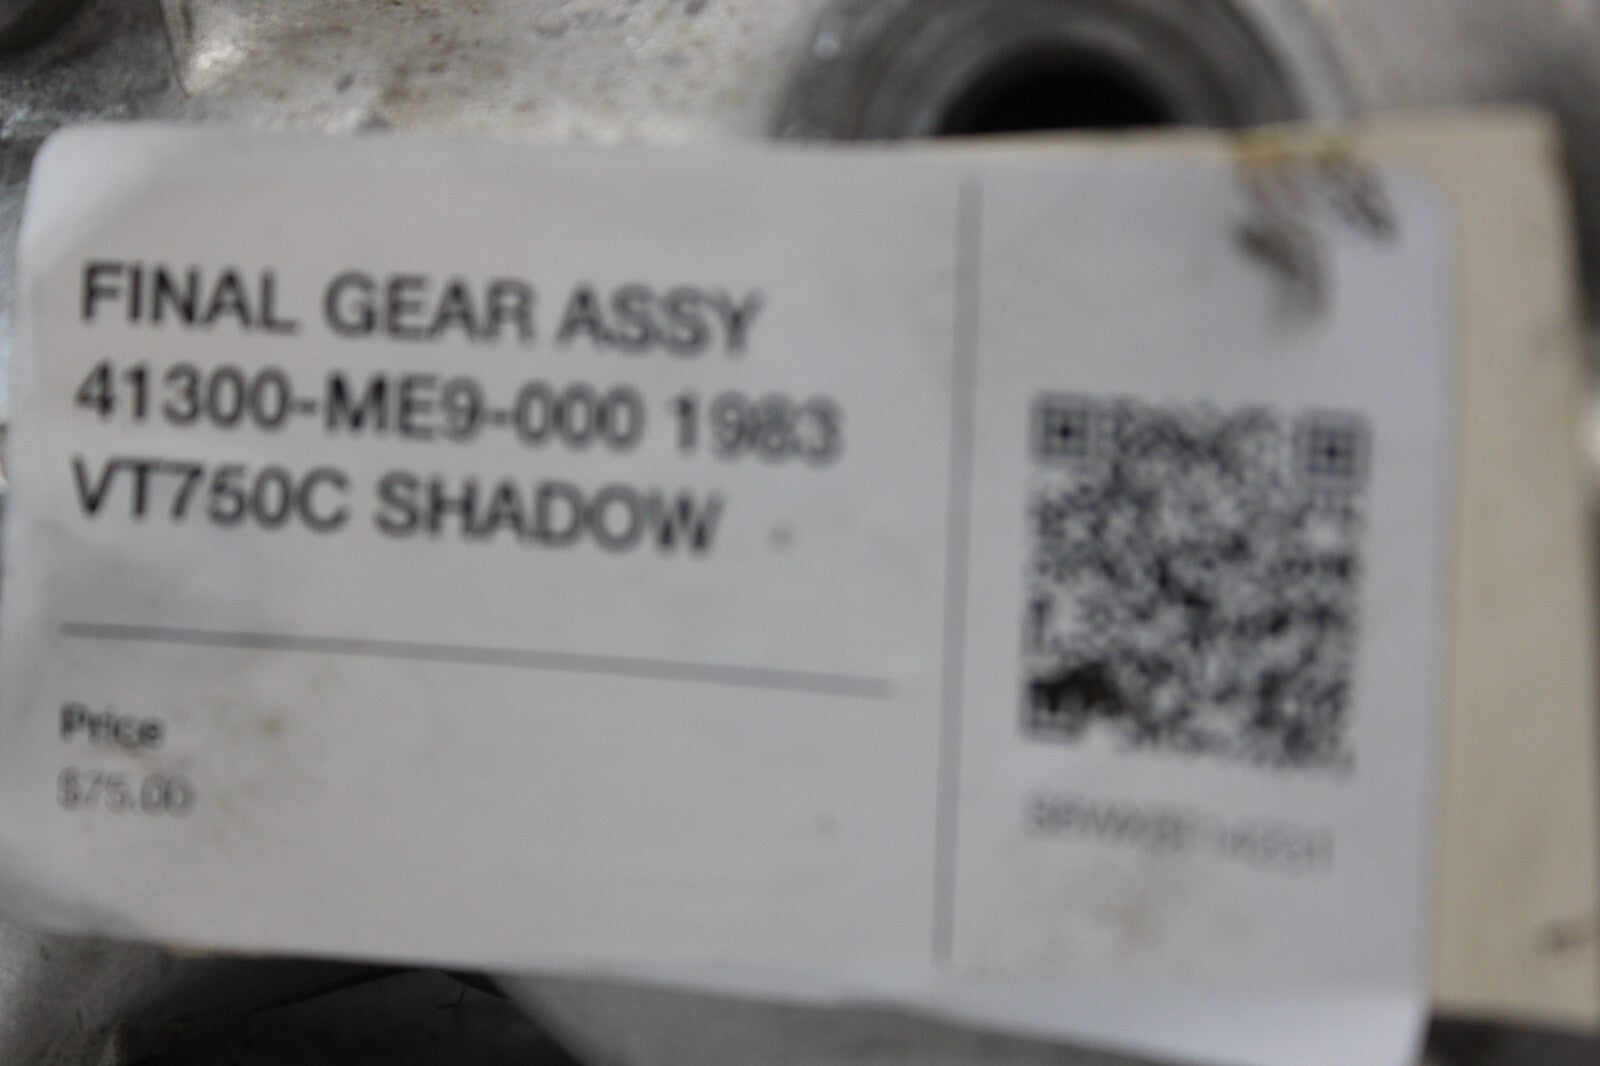 FINAL GEAR ASSY
41300-ME9-000 1983
VT750C SHADOW
Price
$75.00